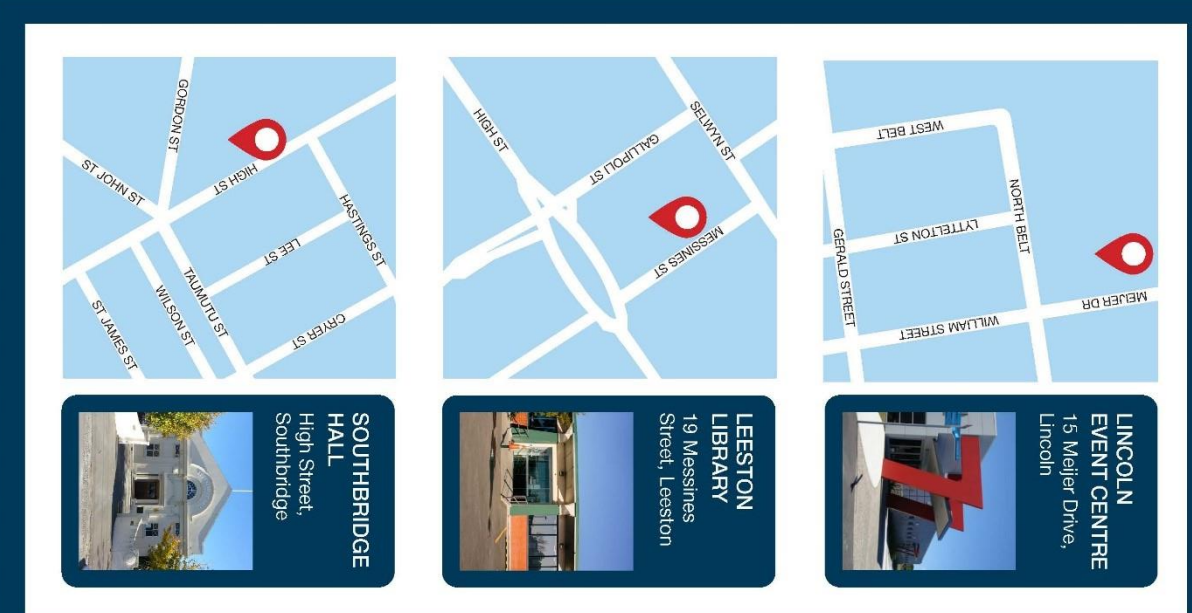 MEIJER DR
NORTH BELT
WILLIAM STREET
LYTTELTON ST
WEST BELT
GERALD STREET
LINCOLN
EVENT CENTRE
15 Meijer Drive,
Lincoln
SELWYN ST
MESSINES ST
GALLIPOLI ST
HIGH ST
LEESTON
LIBRARY
19 Messines
Street, Leeston
HASTINGS ST
CRYER ST
LEE ST
HIGH ST
TAUMUTU ST
GORDON ST
WILSON ST
ST JOHN ST
ST JAMES ST
SOUTHBRIDGE
HALL
High Street,
Southbridge